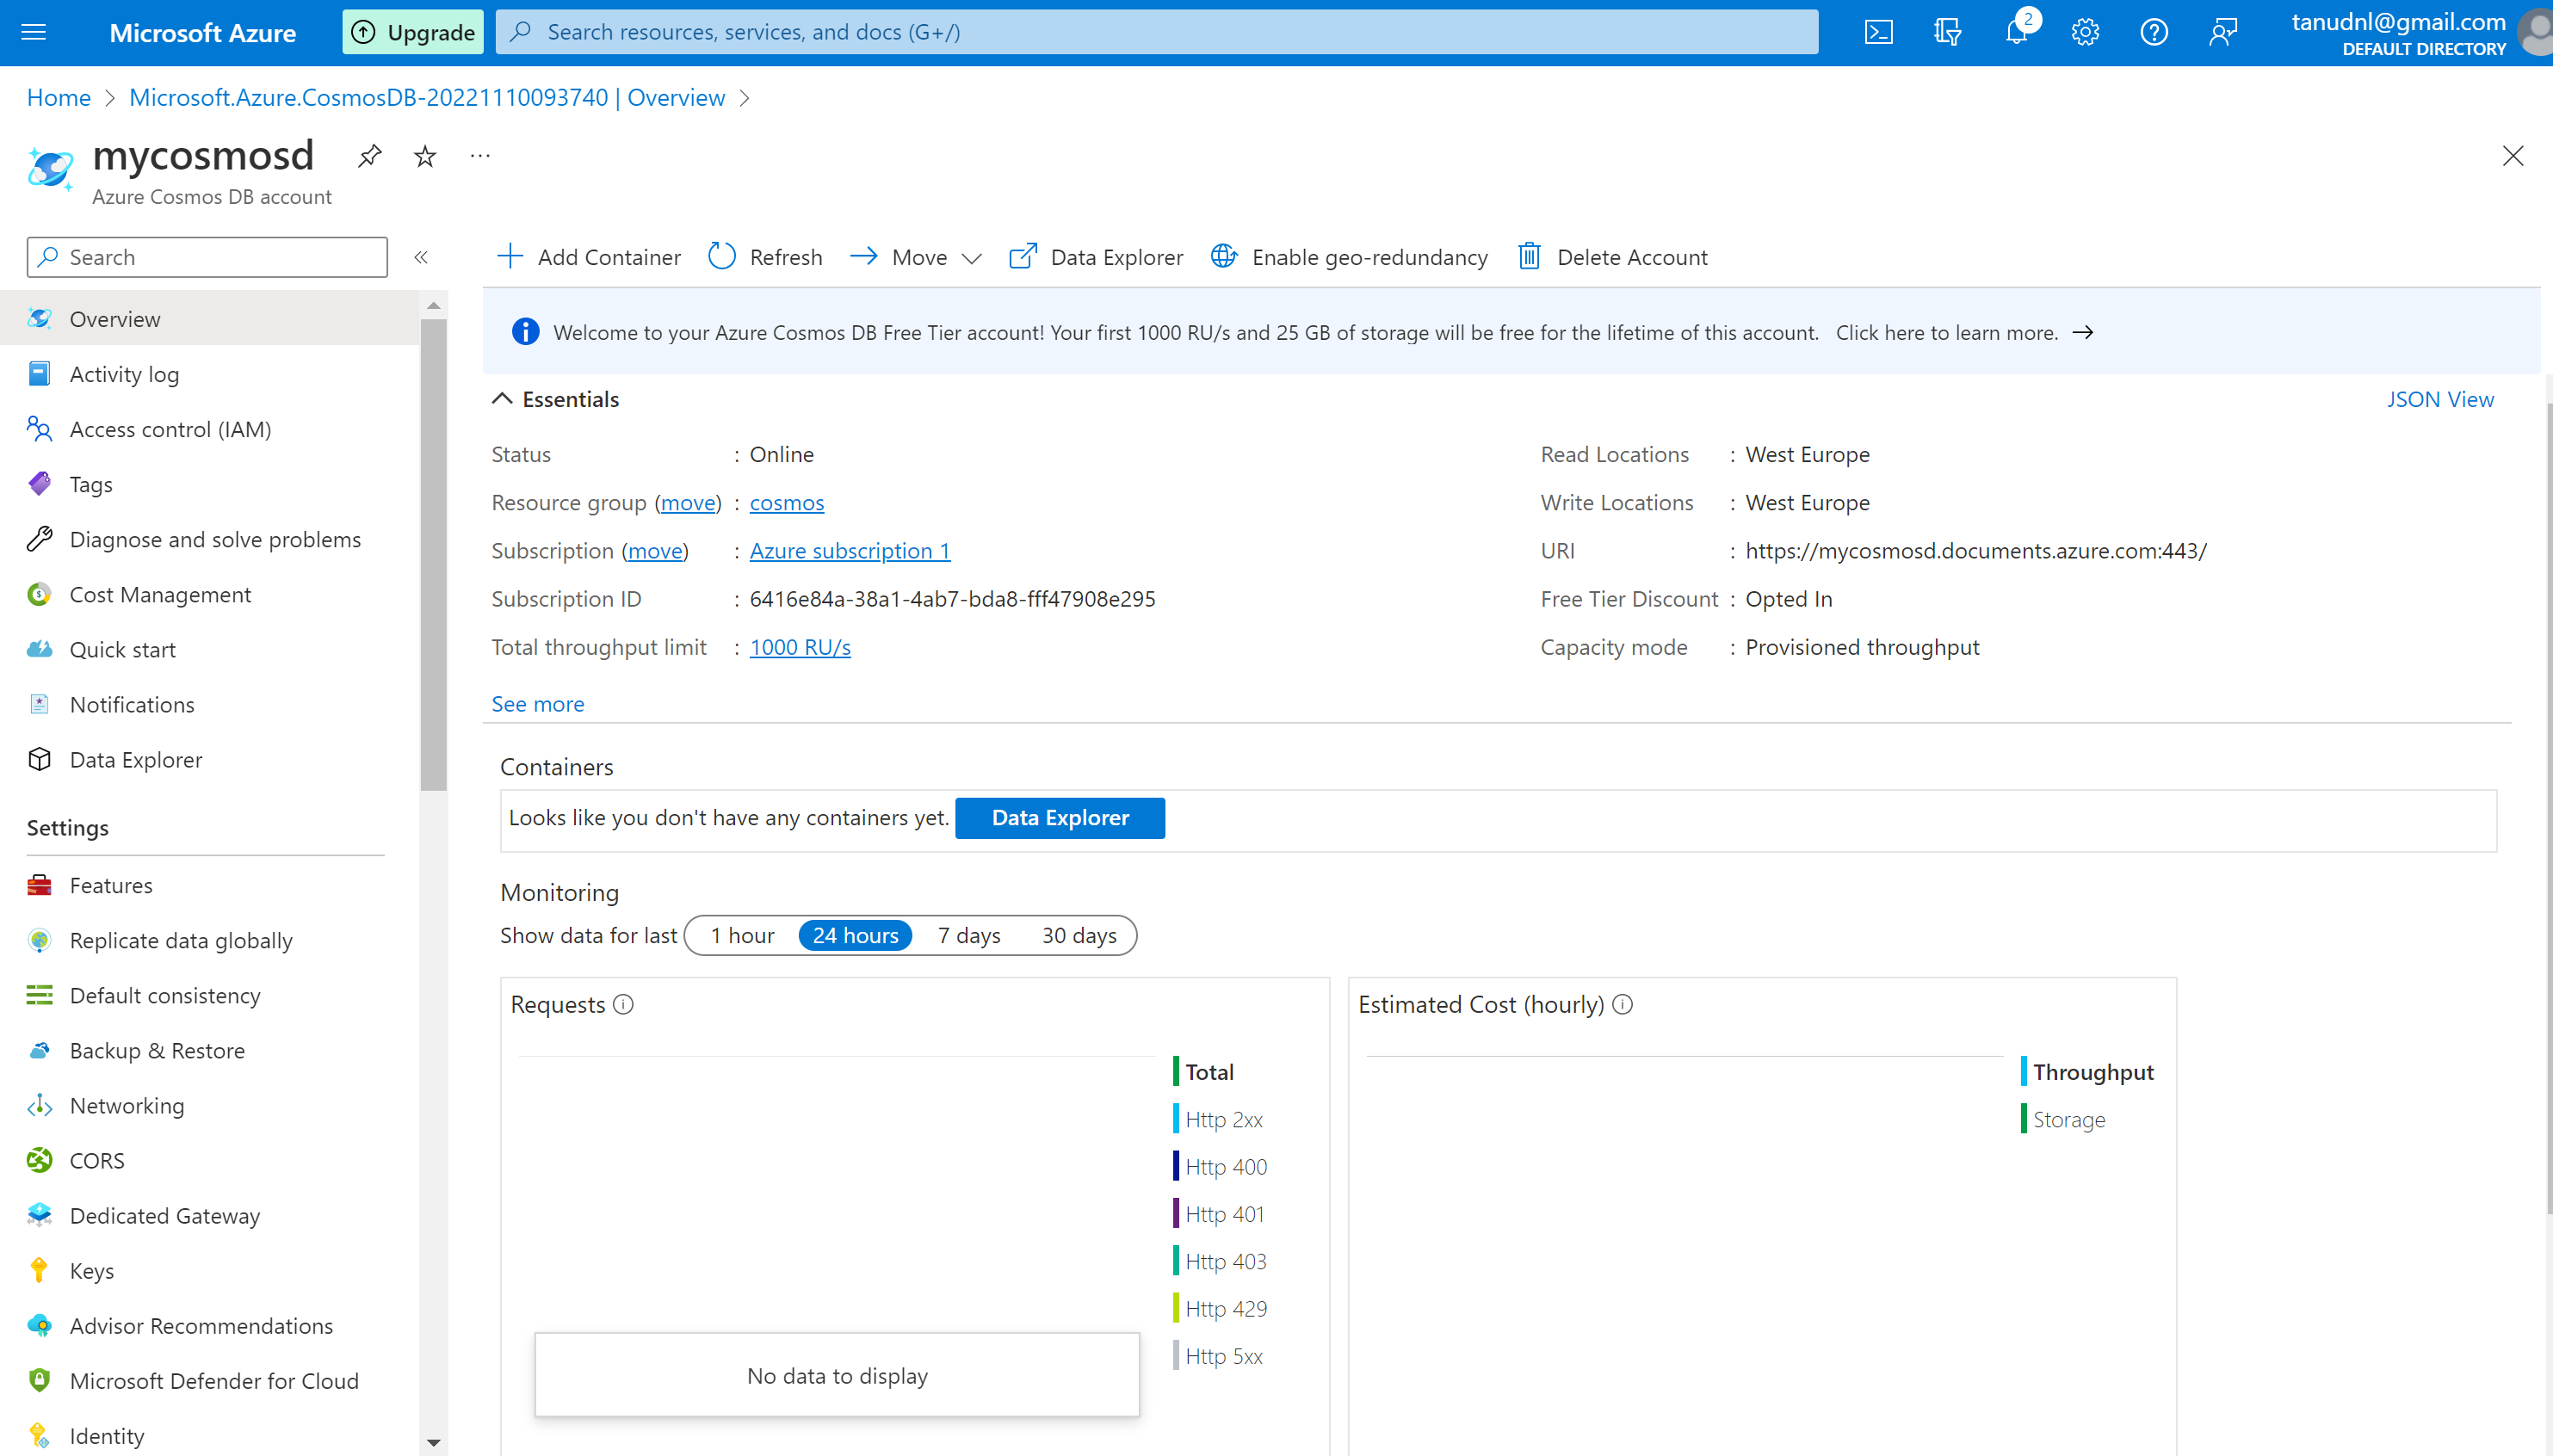 Microsoft Azure
Upgrade
Search resources, services, and docs (G+/)
2
tanudnl@gmail.com
DEFAULT DIRECTORY
Home > Microsoft.Azure.CosmosDB-20221110093740 | Overview >
mycosmosd
Azure Cosmos DB account
Search
Add Container
Refresh
Move
Data Explorer
Enable geo-redundancy
Delete Account
Overview
Activity log
Access control (IAM)
Tags
Diagnose and solve problems
Cost Management
Quick start
Notifications
Data Explorer
Settings
Features
Replicate data globally
Default consistency
Backup & Restore
Networking
CORS
Dedicated Gateway
Keys
Advisor Recommendations
Microsoft Defender for Cloud
Identity
Welcome to your Azure Cosmos DB Free Tier account! Your first 1000 RU/s and 25 GB of storage will be free for the lifetime of this account. Click here to learn more. →
Essentials
JSON View
Status : Online
Resource group (move) : cosmos
Subscription (move) : Azure subscription 1
Subscription ID : 6416e84a-38a1-4ab7-bda8-fff47908e295
Total throughput limit : 1000 RU/s
Read Locations : West Europe
Write Locations : West Europe
URI : https://mycosmosd.documents.azure.com:443/
Free Tier Discount : Opted In
Capacity mode : Provisioned throughput
See more
Containers
Looks like you don't have any containers yet. Data Explorer
Monitoring
Show data for last 1 hour 24 hours 7 days 30 days
Requests
Total
Http 2xx
Http 400
Http 401
Http 403
Http 429
Http 5xx
No data to display
Estimated Cost (hourly)
Throughput
Storage